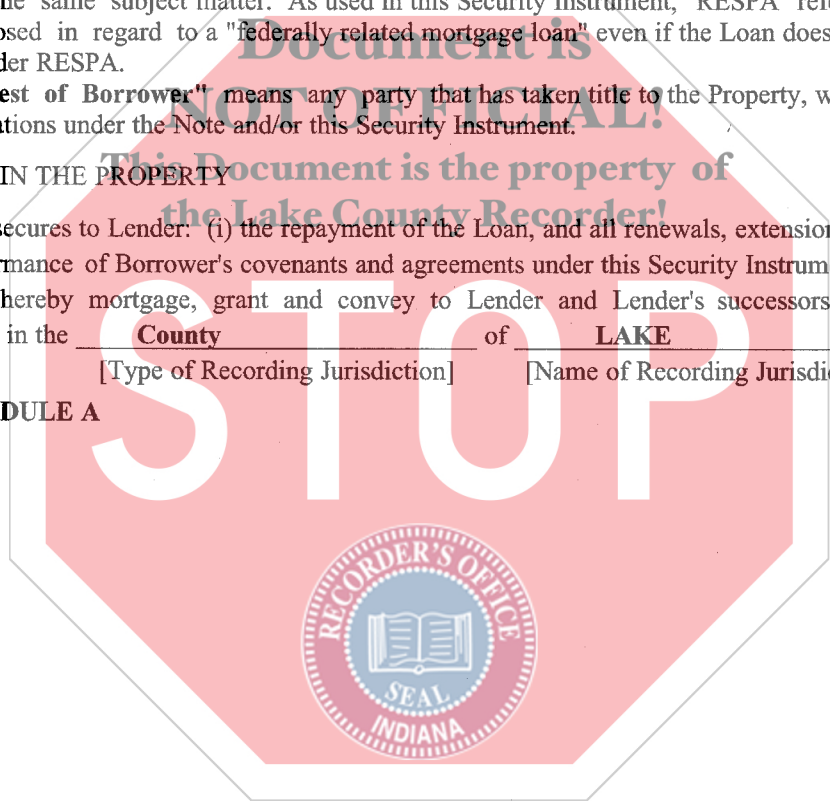 he same subject matter. As used in this Security Instrument, "RESPA" ref
osed in regard to a "federally related mortgage loan" even if the Loan does
der RESPA.
est of Borrower" means any party that has taken title to the Property, w
ations under the Note and/or this Security Instrument.
Document is
NOT OFFICIAL!
This Document is the property of
the Lake County Recorder!
IN THE PROPERTY
ecures to Lender: (i) the repayment of the Loan, and all renewals, extension
rmance of Borrower's covenants and agreements under this Security Instrum
hereby mortgage, grant and convey to Lender and Lender's successors
in the County of LAKE
[Type of Recording Jurisdiction] [Name of Recording Jurisdic
DULE A
STOP
RECORDER'S OFFICE
SEAL
INDIANA